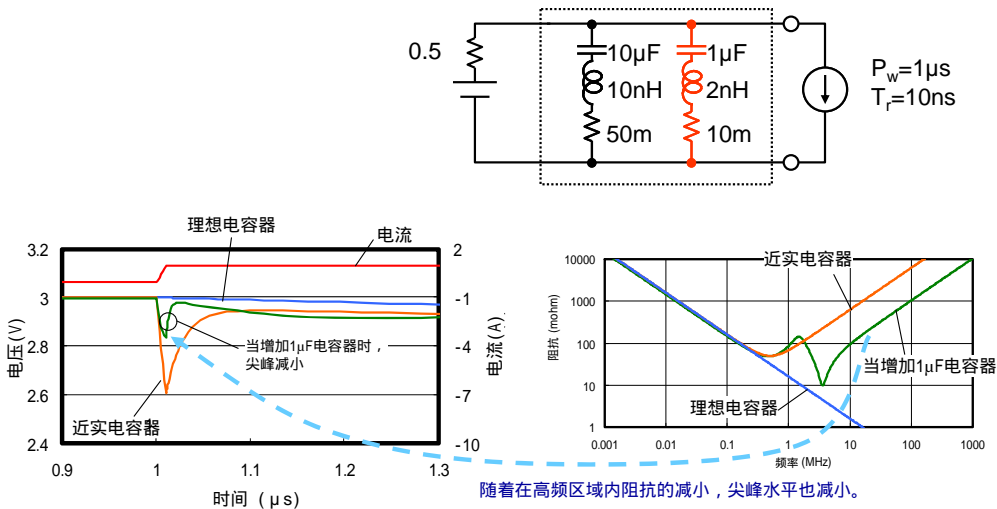 0.5
10μF
10nH
50m
1μF
2nH
10m
Pw=1μs
Tr=10ns
理想电容器
电流
3.2
3
2.8
2.6
2.4
电压(V)
2
-1
-4
-7
-10
电流(A)
当增加1μF电容器时，
尖峰减小
近实电容器
0.9
1
1.1
1.2
1.3
时间 （μs）
近实电容器
10000
1000
100
10
1
阻抗 (mohm)
当增加1μF电容器
理想电容器
0.001
0.01
0.1
1
10
100
1000
频率 (MHz)
随着在高频区域内阻抗的减小，尖峰水平也减小。